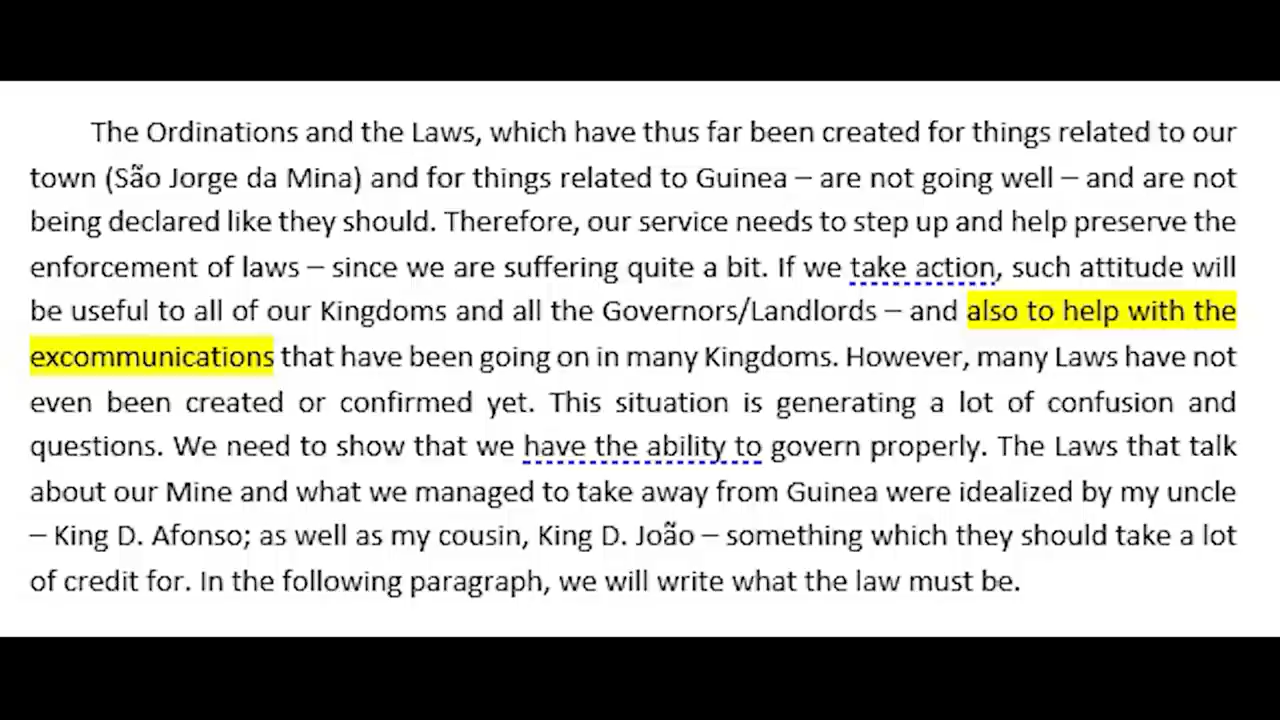 The Ordinations and the Laws, which have thus far been created for things related to our
town (São Jorge da Mina) and for things related to Guinea – are not going well – and are not
being declared like they should. Therefore, our service needs to step up and help preserve the
enforcement of laws – since we are suffering quite a bit. If we take action, such attitude will
be useful to all of our Kingdoms and all the Governors/Landlords – and also to help with the
excommunications that have been going on in many Kingdoms. However, many Laws have not
even been created or confirmed yet. This situation is generating a lot of confusion and
questions. We need to show that we have the ability to govern properly. The Laws that talk
about our Mine and what we managed to take away from Guinea were idealized by my uncle
– King D. Afonso; as well as my cousin, King D. João – something which they should take a lot
of credit for. In the following paragraph, we will write what the law must be.